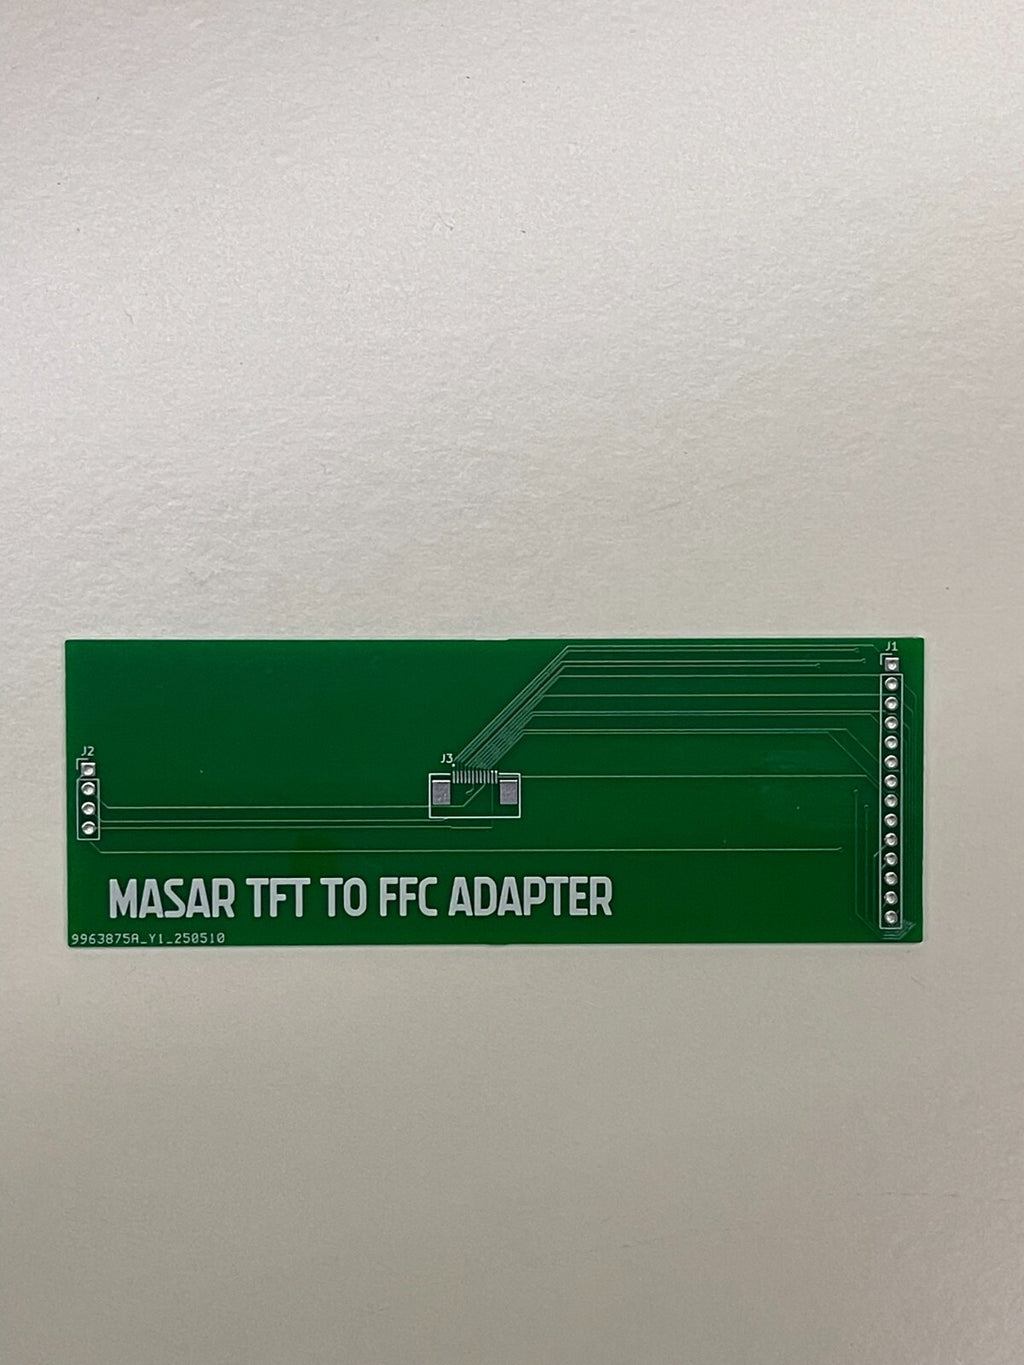 J1
J2
J3
MASAR TFT TO FFC ADAPTER
9963875A_Y1_250510